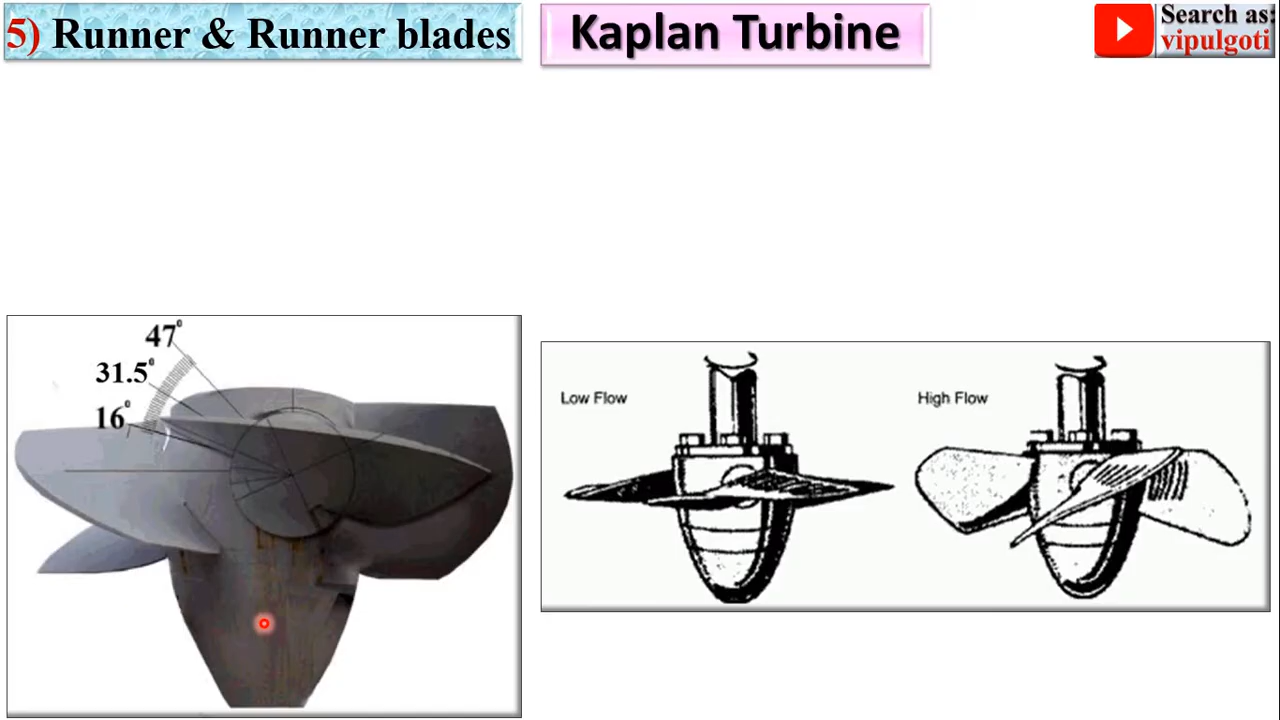 5) Runner & Runner blades
Kaplan Turbine
Search as:
vipulgoti
47°
31.5°
16°
Low Flow
High Flow